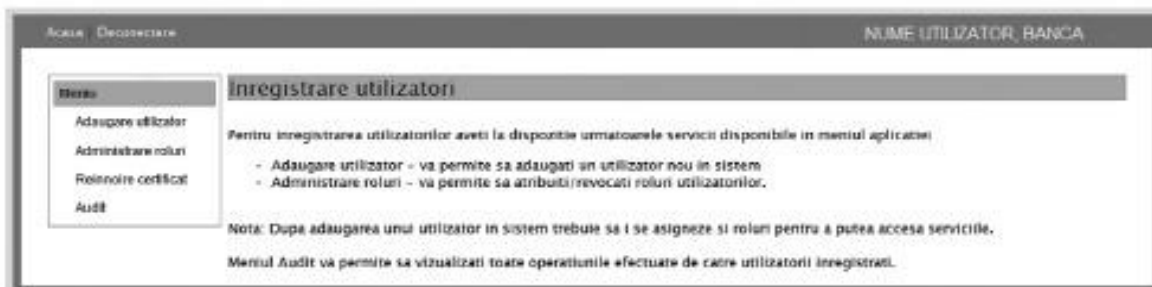 Acasa Deconectare
NUME UTILIZATOR, BANCA
Meniu
Adaugare utilizator
Administrare roluri
Reinnoire certificat
Audit
Inregistrare utilizatori
Pentru inregistrarea utilizatorilor aveti la dispozitie urmatoarele servicii disponibile in meniul aplicatiei
- Adaugare utilizator – va permite sa adaugati un utilizator nou in sistem
- Administrare roluri – va permite sa atribuiti/revocati roluri utilizatorilor.
Nota: Dupa adaugarea unui utilizator in sistem trebuie sa i se asigneze si roluri pentru a putea accesa serviciile.
Meniul Audit va permite sa vizualizati toate operatiunile efectuate de catre utilizatorii inregistrati.